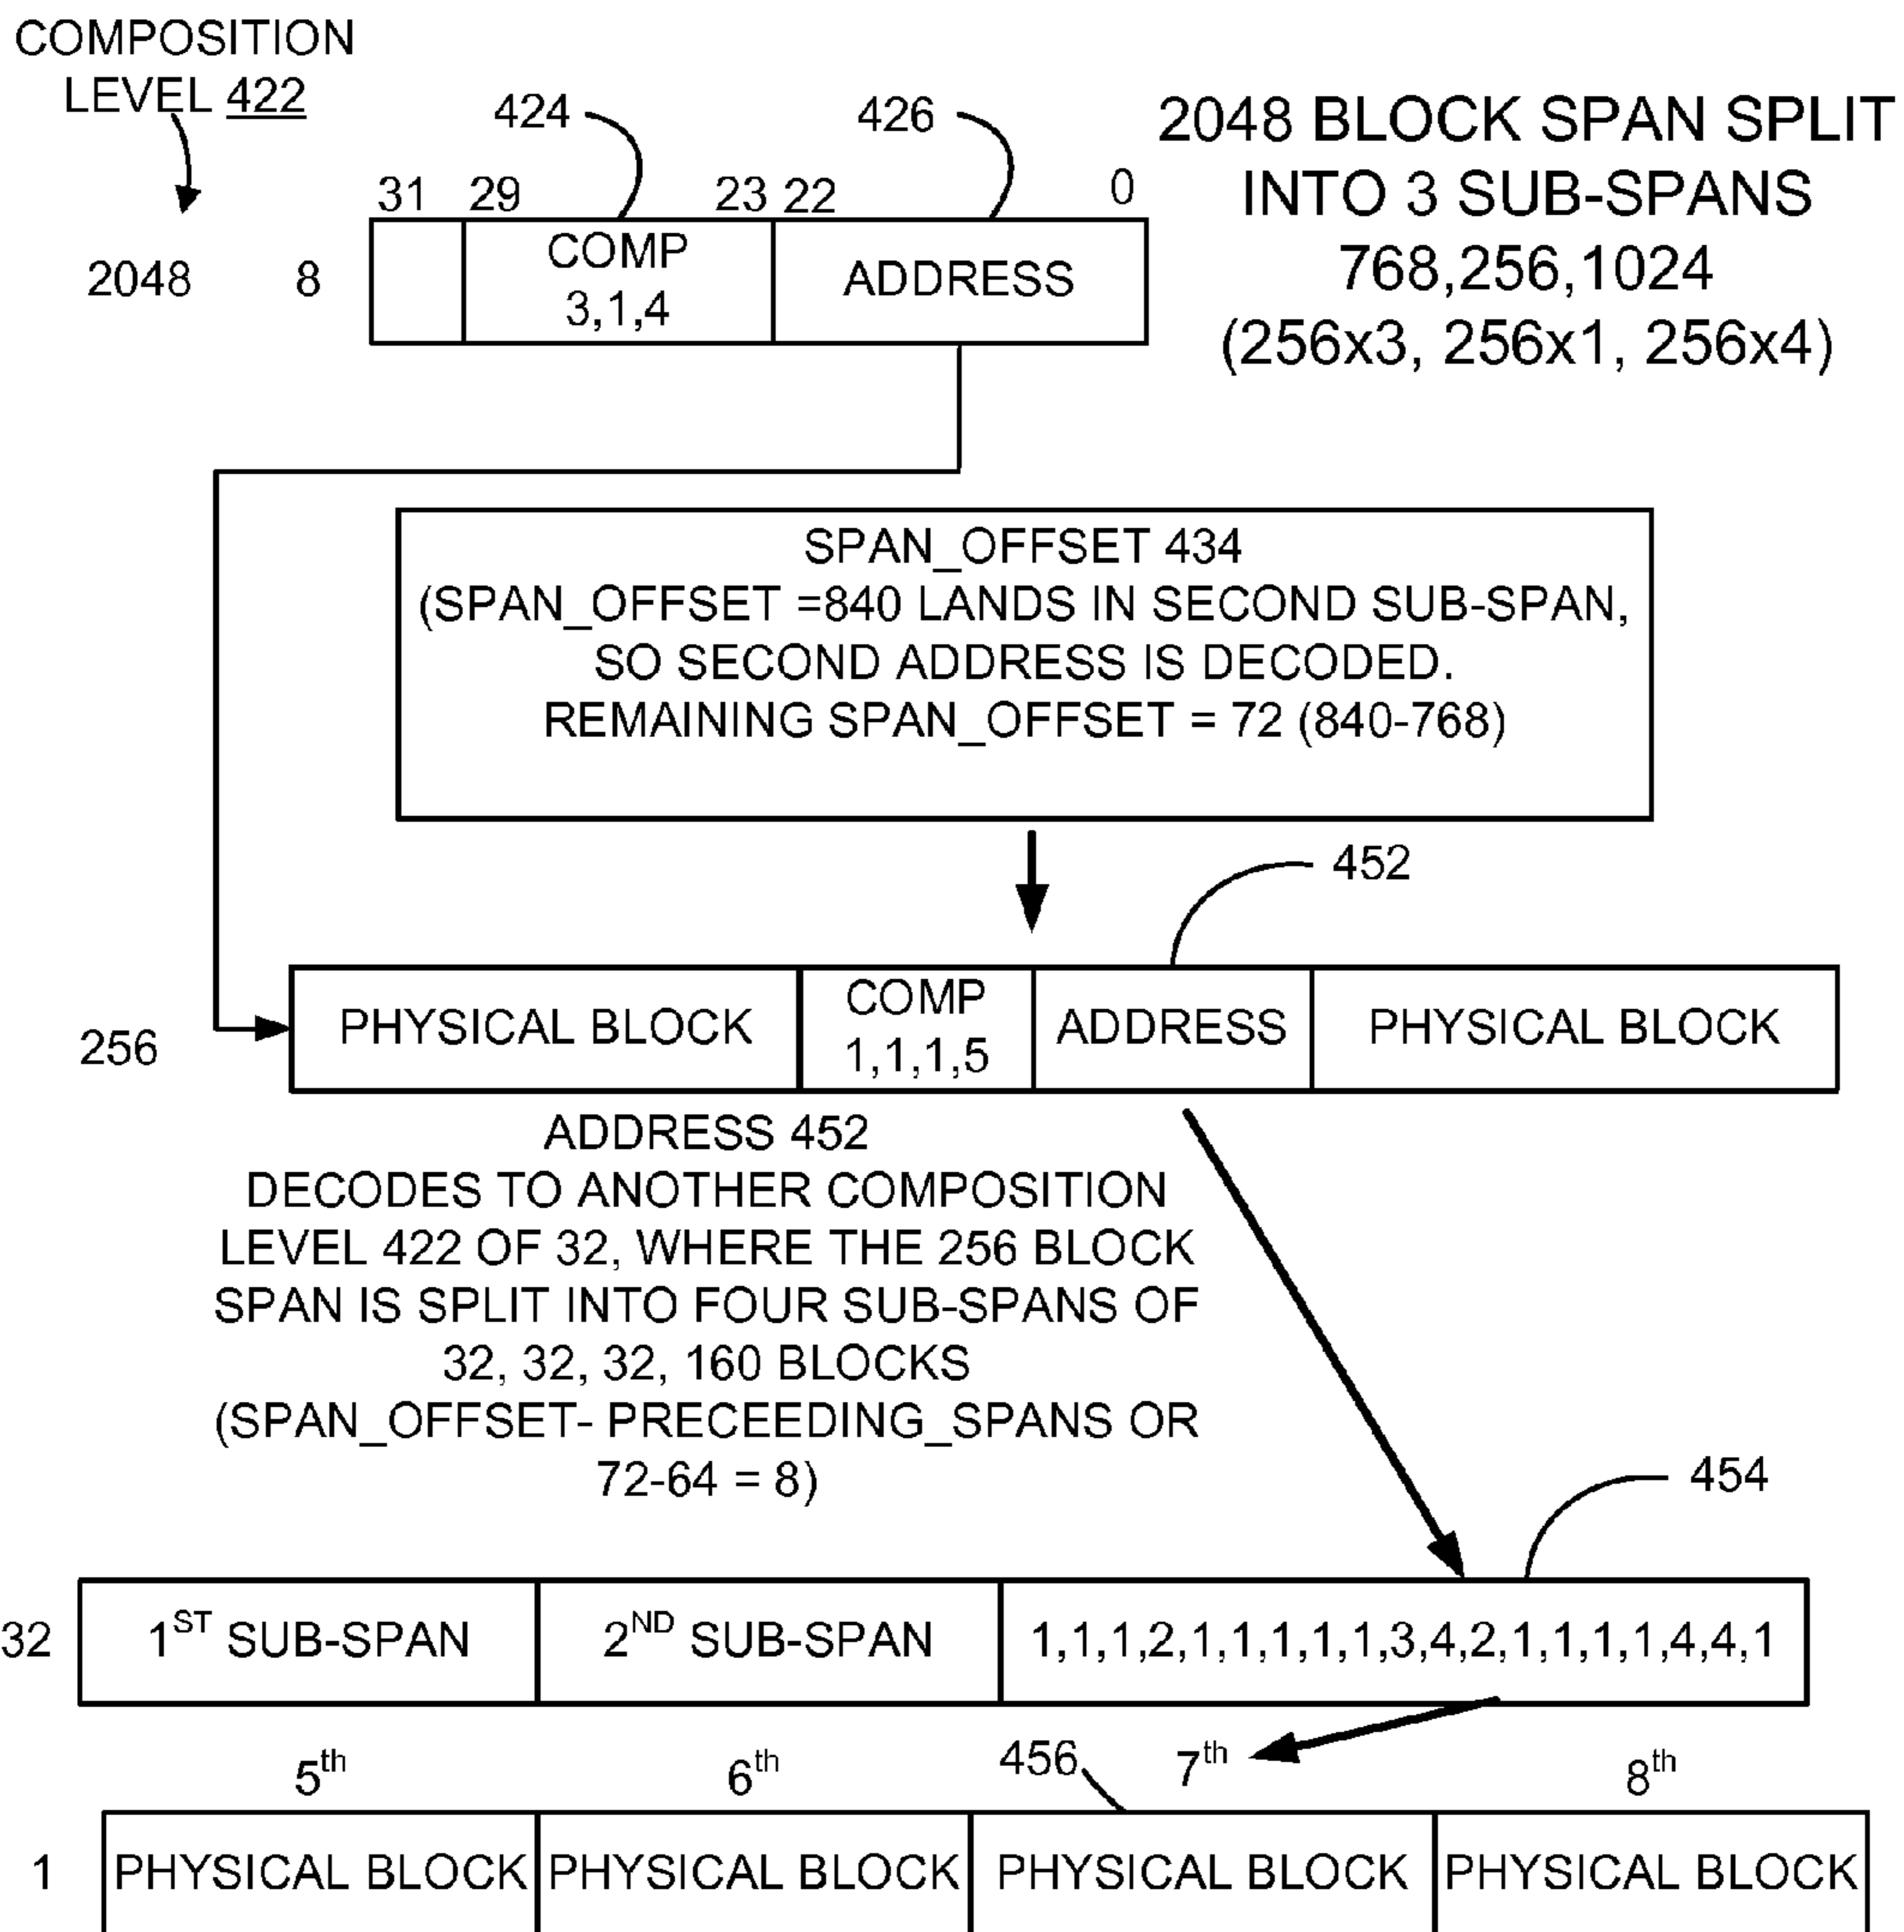 COMPOSITION
LEVEL 422
424
426
2048 BLOCK SPAN SPLIT
INTO 3 SUB-SPANS
768,256,1024
(256x3, 256x1, 256x4)
31 29 23 22 0
2048 8
COMP
3,1,4
ADDRESS
SPAN_OFFSET 434
(SPAN_OFFSET =840 LANDS IN SECOND SUB-SPAN,
SO SECOND ADDRESS IS DECODED.
REMAINING SPAN_OFFSET = 72 (840-768)
452
256
PHYSICAL BLOCK
COMP
1,1,1,5
ADDRESS
PHYSICAL BLOCK
ADDRESS 452
DECODES TO ANOTHER COMPOSITION
LEVEL 422 OF 32, WHERE THE 256 BLOCK
SPAN IS SPLIT INTO FOUR SUB-SPANS OF
32, 32, 32, 160 BLOCKS
(SPAN_OFFSET- PRECEEDING_SPANS OR
72-64 = 8)
454
32
1ST SUB-SPAN
2ND SUB-SPAN
1,1,1,2,1,1,1,1,1,3,4,2,1,1,1,1,4,4,1
5th 6th 456 7th 8th
1
PHYSICAL BLOCK
PHYSICAL BLOCK
PHYSICAL BLOCK
PHYSICAL BLOCK